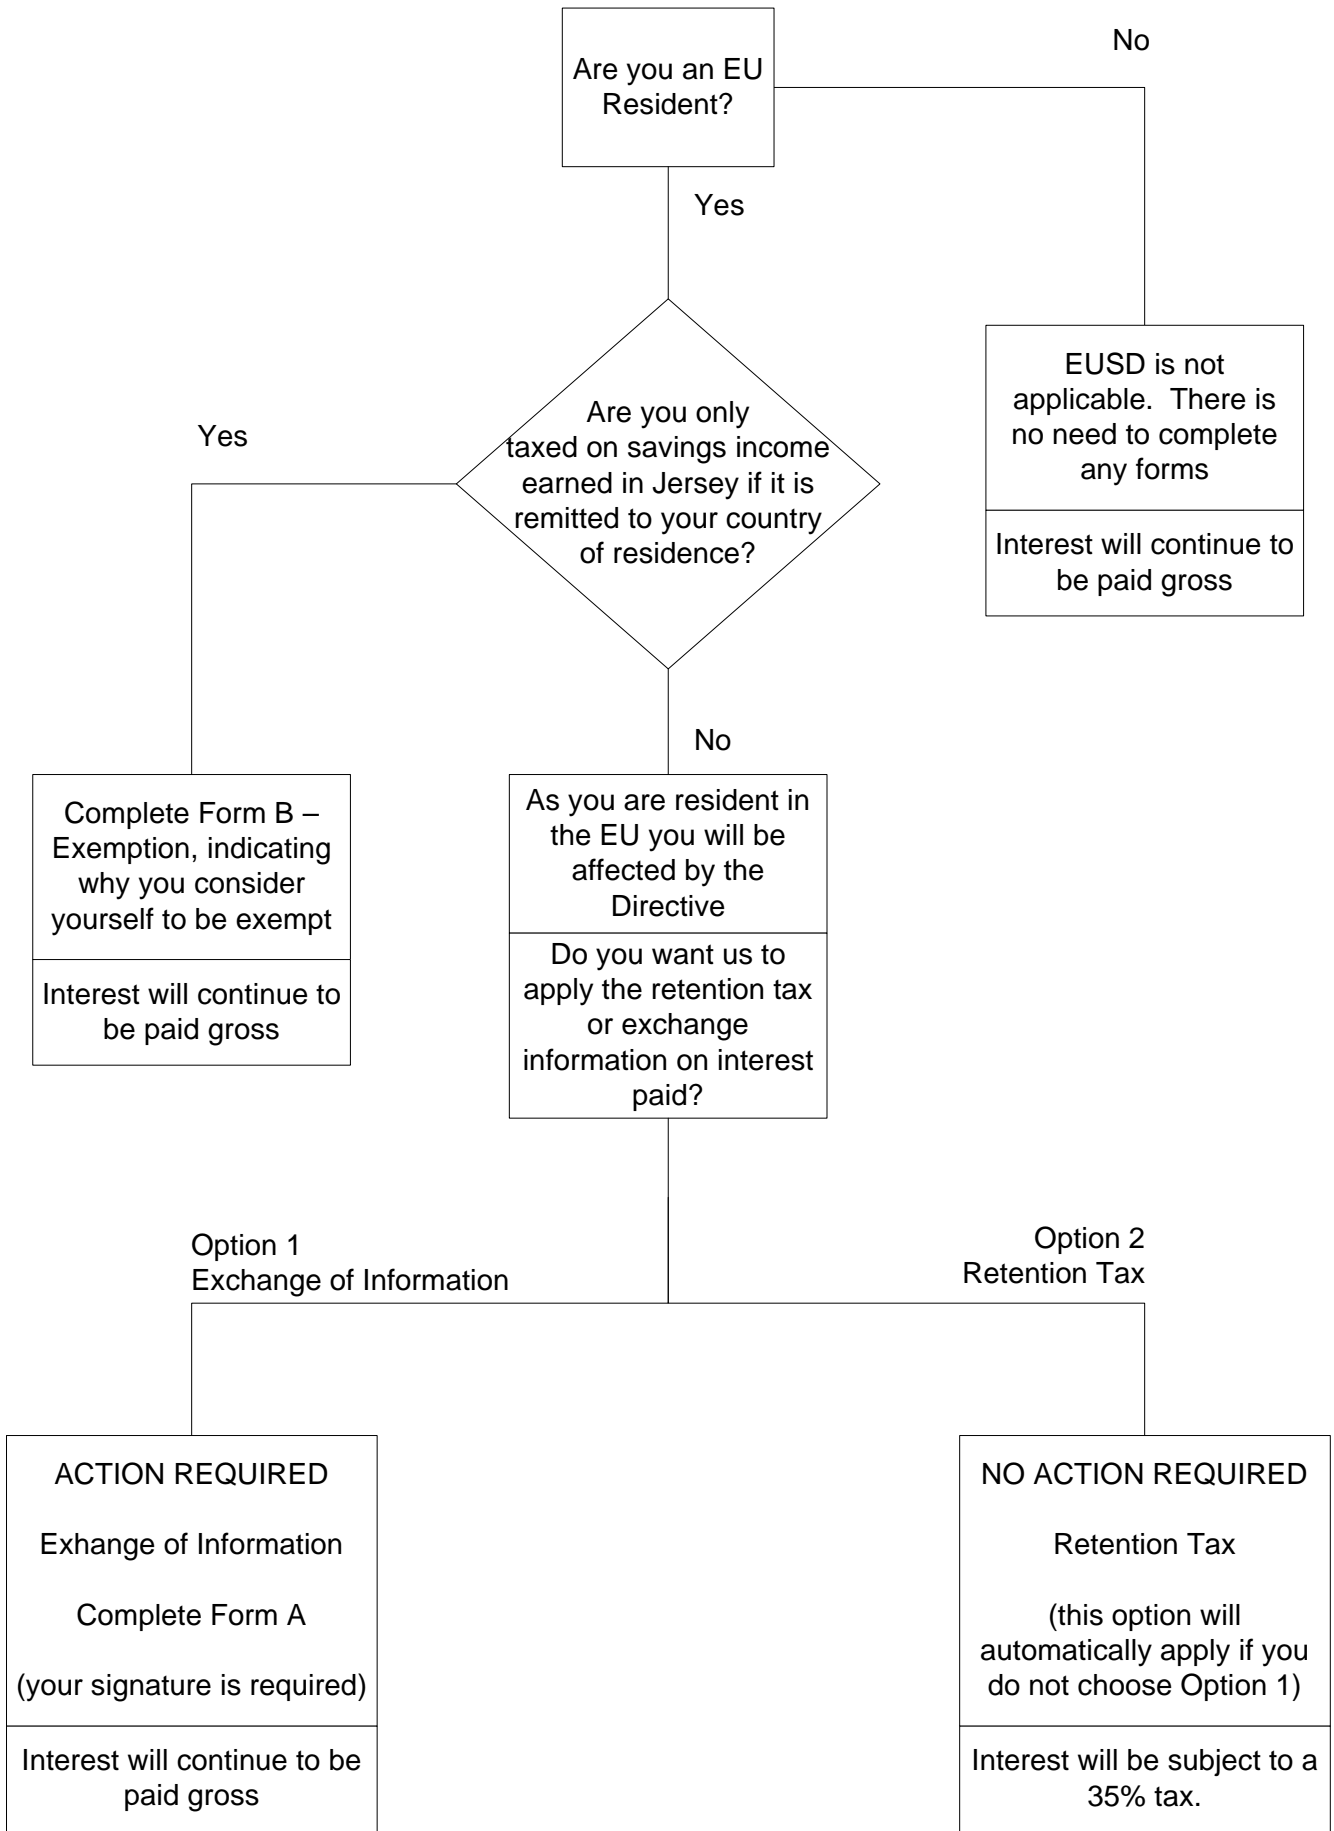 Are you an EU
Resident?
No
Yes
EUSD is not
applicable.  There is
no need to complete
any forms
Interest will continue to
be paid gross
Are you only
taxed on savings income
earned in Jersey if it is
remitted to your country
of residence?
Yes
No
Complete Form B –
Exemption, indicating
why you consider
yourself to be exempt
Interest will continue to
be paid gross
As you are resident in
the EU you will be
affected by the
Directive
Do you want us to
apply the retention tax
or exchange
information on interest
paid?
Option 1
Exchange of Information
Option 2
Retention Tax
ACTION REQUIRED
Exhange of Information
Complete Form A
(your signature is required)
Interest will continue to be
paid gross
NO ACTION REQUIRED
Retention Tax
(this option will
automatically apply if you
do not choose Option 1)
Interest will be subject to a
35% tax.